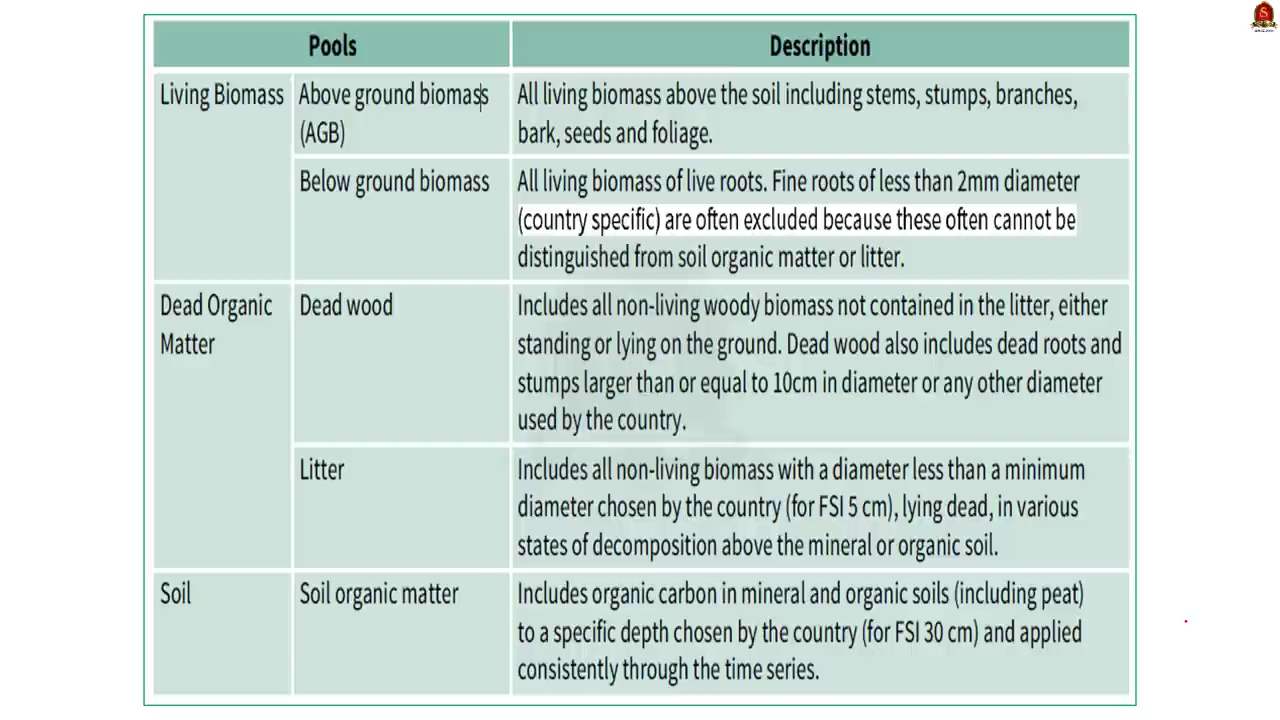 Pools
Description
Living Biomass
Above ground biomass
(AGB)
All living biomass above the soil including stems, stumps, branches,
bark, seeds and foliage.
Below ground biomass
All living biomass of live roots. Fine roots of less than 2mm diameter
(country specific) are often excluded because these often cannot be
distinguished from soil organic matter or litter.
Dead Organic
Matter
Dead wood
Includes all non-living woody biomass not contained in the litter, either
standing or lying on the ground. Dead wood also includes dead roots and
stumps larger than or equal to 10cm in diameter or any other diameter
used by the country.
Litter
Includes all non-living biomass with a diameter less than a minimum
diameter chosen by the country (for FSI 5 cm), lying dead, in various
states of decomposition above the mineral or organic soil.
Soil
Soil organic matter
Includes organic carbon in mineral and organic soils (including peat)
to a specific depth chosen by the country (for FSI 30 cm) and applied
consistently through the time series.